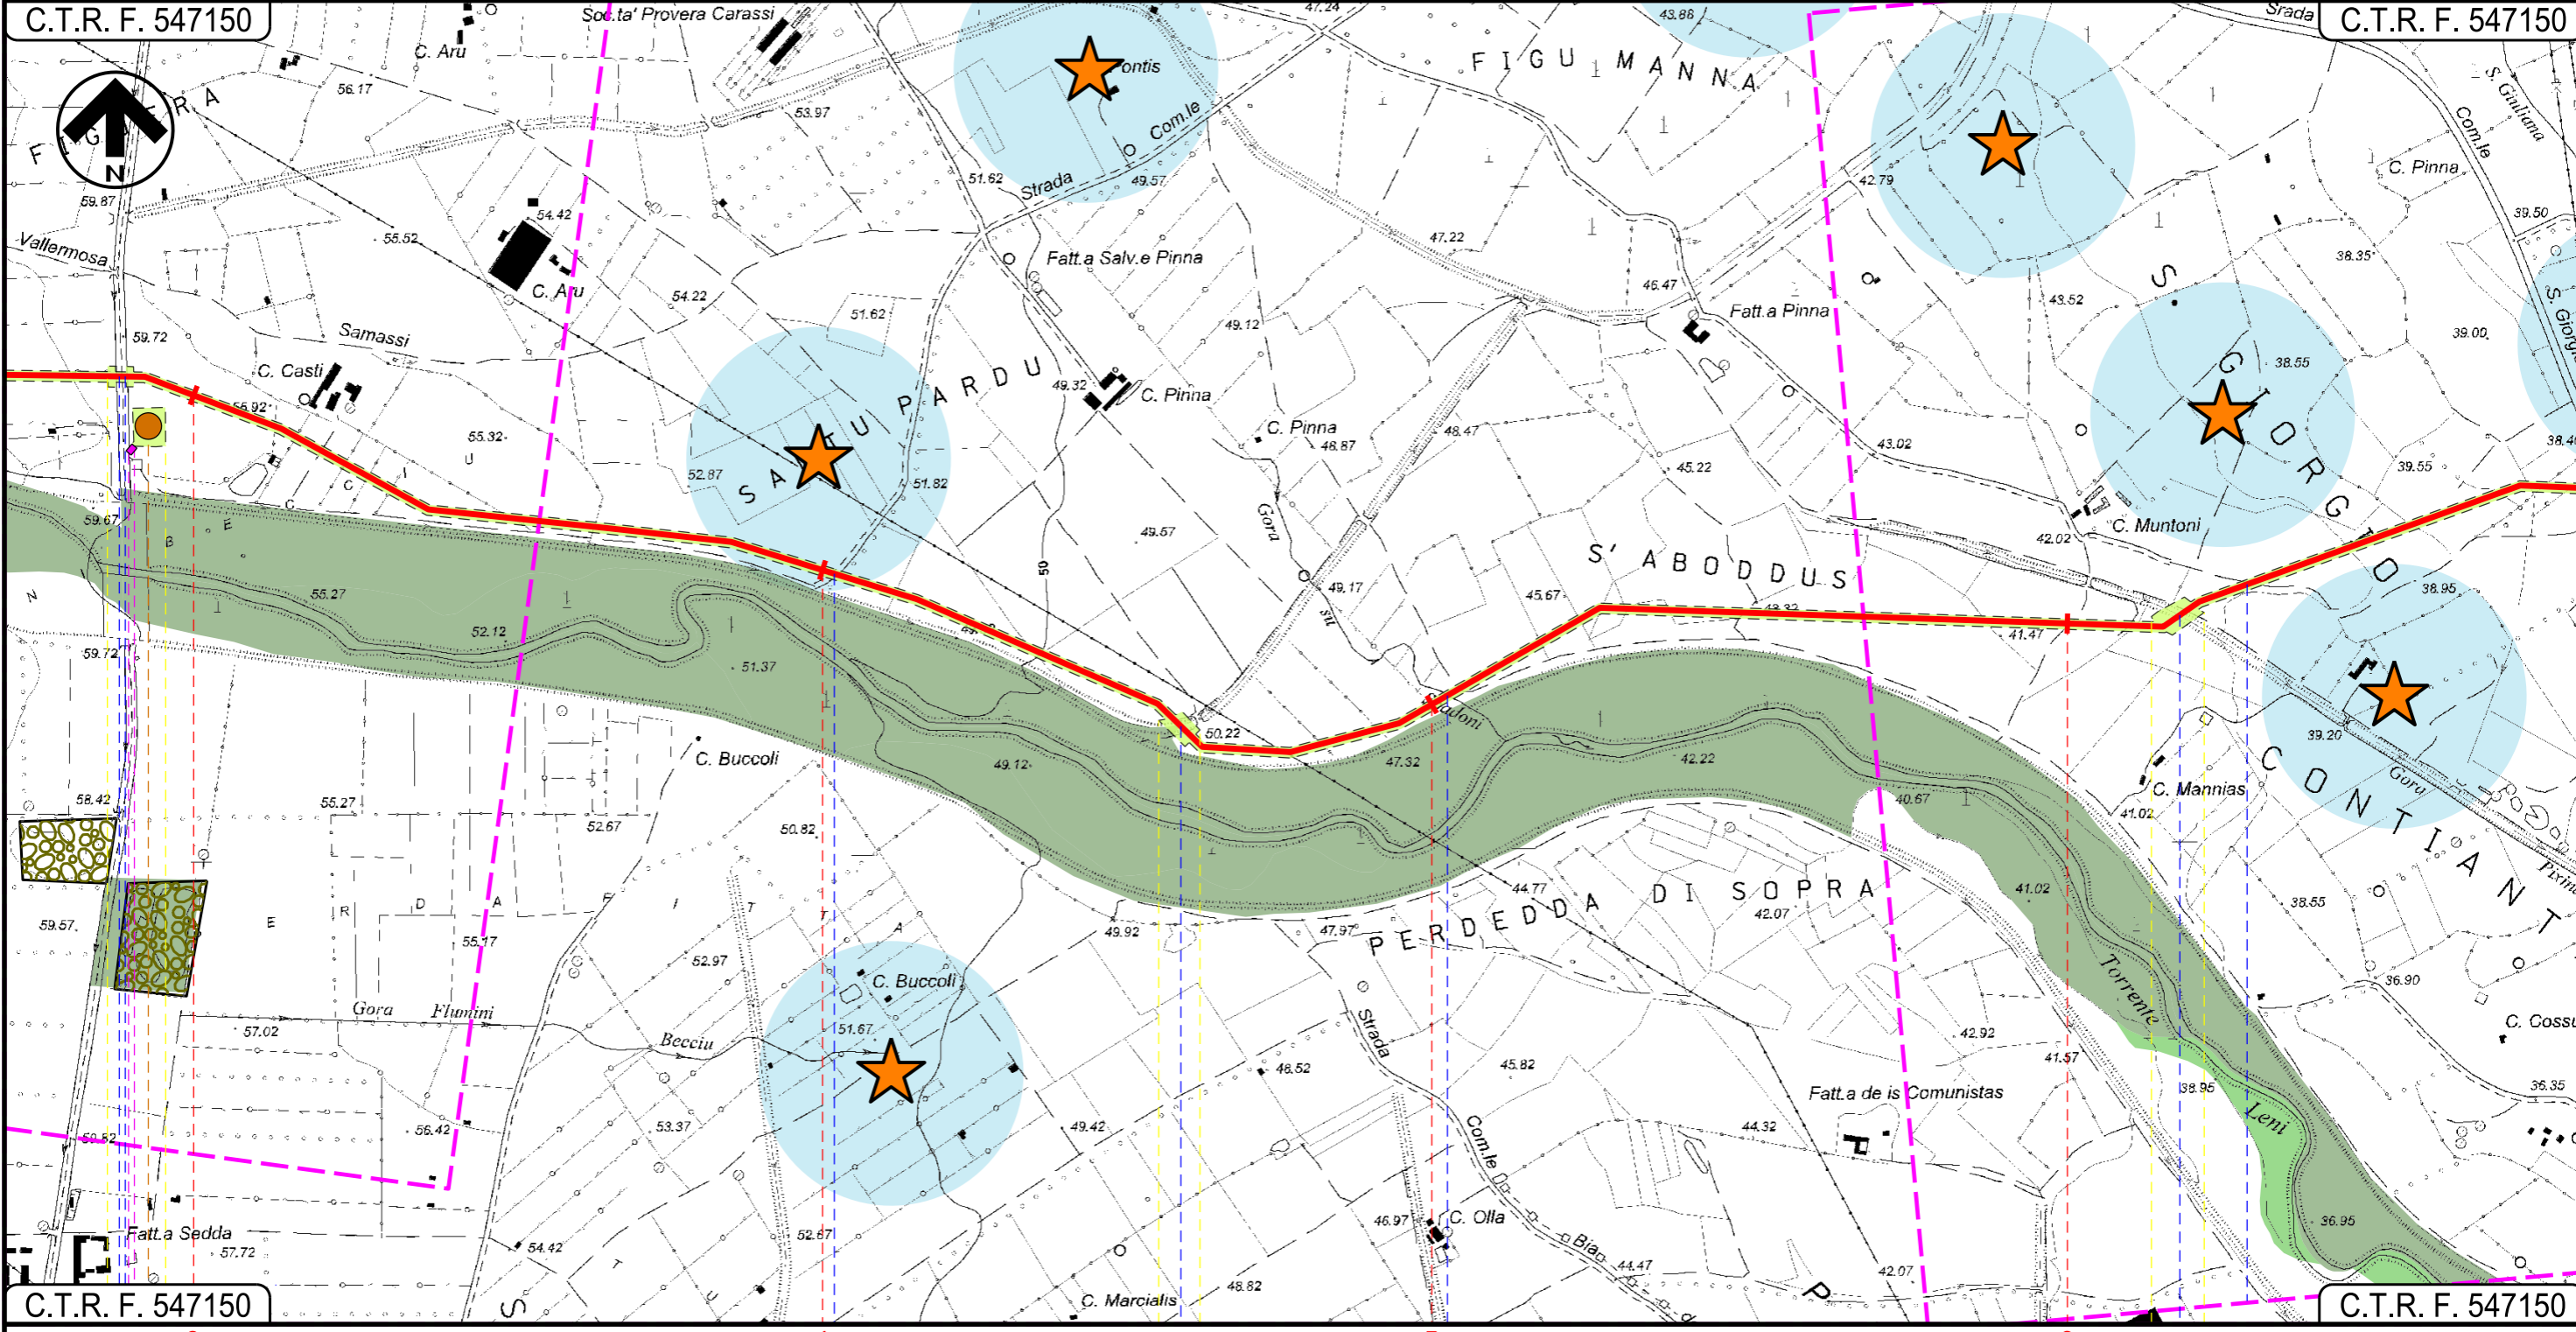 C.T.R. F. 547150
Soc.ta' Provera Carassi
47.24
43.86
Srada
C.T.R. F. 547150
C. Aru
FIGU MANNA
56.17
53.97
Com.le
Com.le
S. Giuliana
N
59.87
51.62
Strada
49.57
42.79
C. Pinna
39.50
54.42
55.52
Vallermosa
47.22
Fatt.a Salv.e Pinna
38.35
C. Aru
54.22
46.47
43.52
S. GIORGIO
51.62
Fatt.a Pinna
49.12
39.00
59.72
Samassi
C. Casti
SATU PARDU
49.32
C. Pinna
38.55
C. Pinna
48.87
48.47
43.02
55.32
52.87
51.82
45.22
39.55
Gora
59.67
49.57
42.02
C. Muntoni
50
S' ABODDUS
49.17
45.67
38.95
55.27
su
52.12
41.47
59.72
51.37
50.22
39.20
C. Buccoli
49.12
47.32
42.22
CONTIANT
Gora
58.42
55.27
52.67
50.82
40.67
C. Mannias
41.02
44.77
PERDEDDA DI SOPRA
42.07
41.02
38.55
59.57
55.17
49.92
47.97
52.97
C. Buccoli
Torrente
36.90
Gora Flumini
57.02
Becciu
51.67
Strada
42.92
C. Cossu
48.52
45.82
41.57
38.95
36.35
Fatt.a de is Comunistas
Leni
56.42
53.37
49.42
Com.le
44.32
Fatt.a Sedda
57.72
54.42
52.67
46.97
C. Olla
36.95
Bia
44.47
42.07
48.82
C. Marcialis
C.T.R. F. 547150
C.T.R. F. 547150